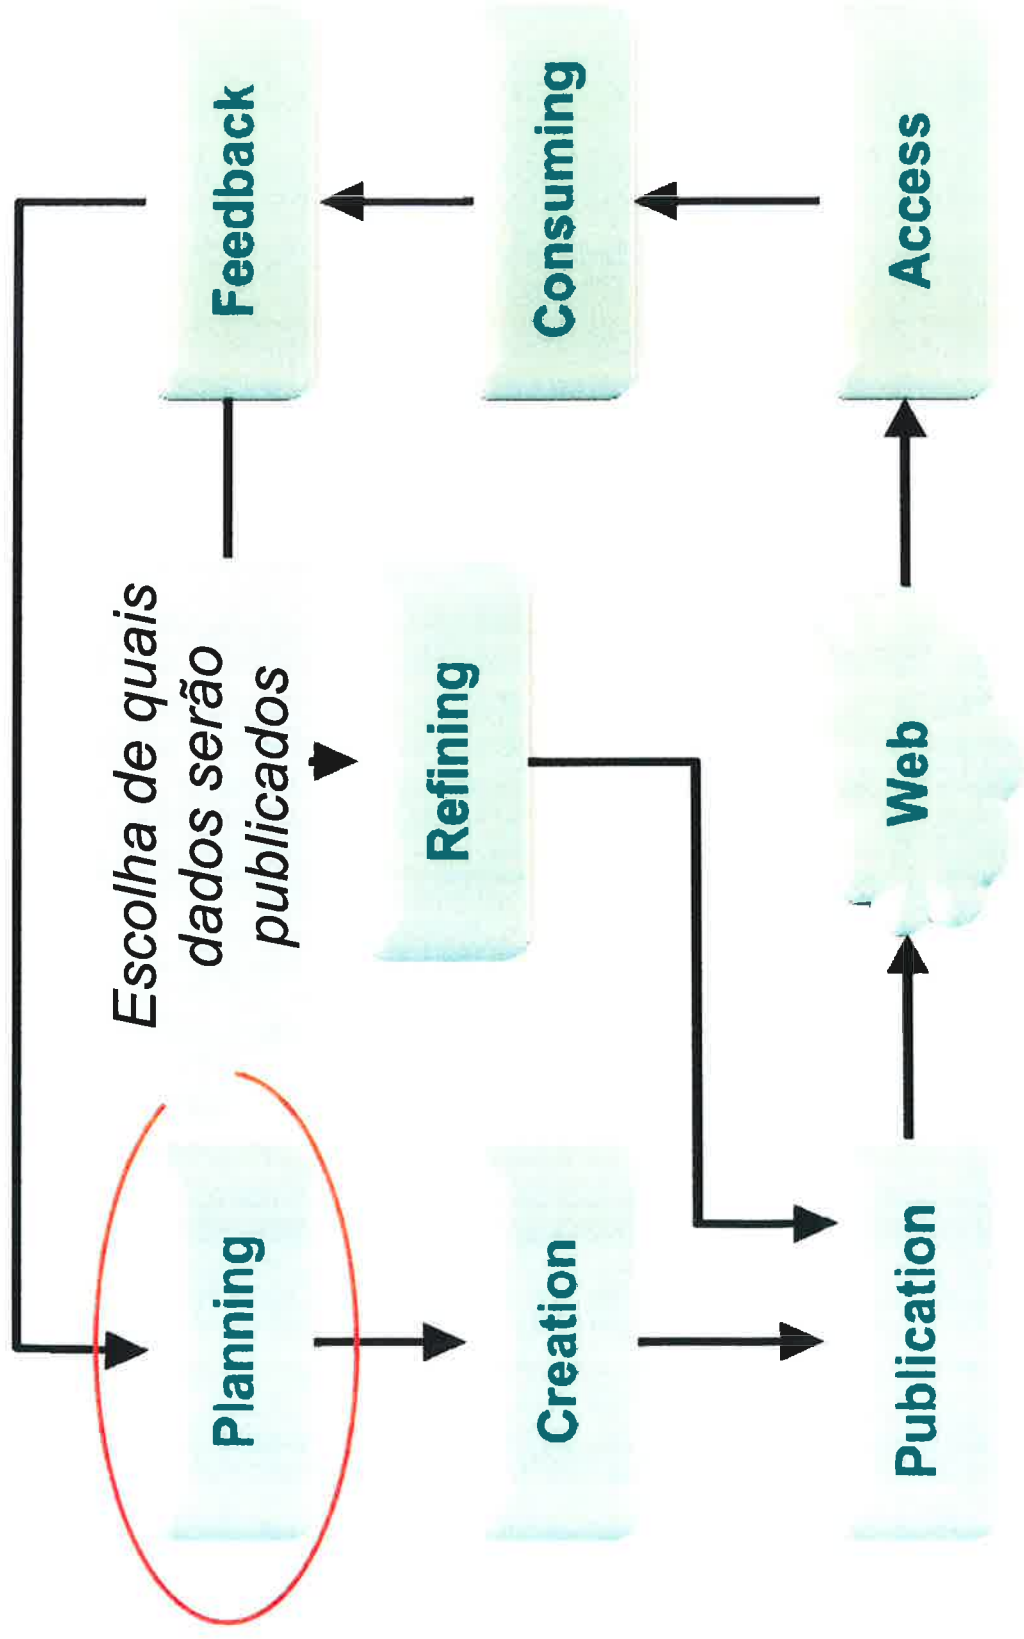 Planning
Escolha de quais
dados serão
publicados
Feedback
Refining
Creation
Consuming
Publication
Web
Access